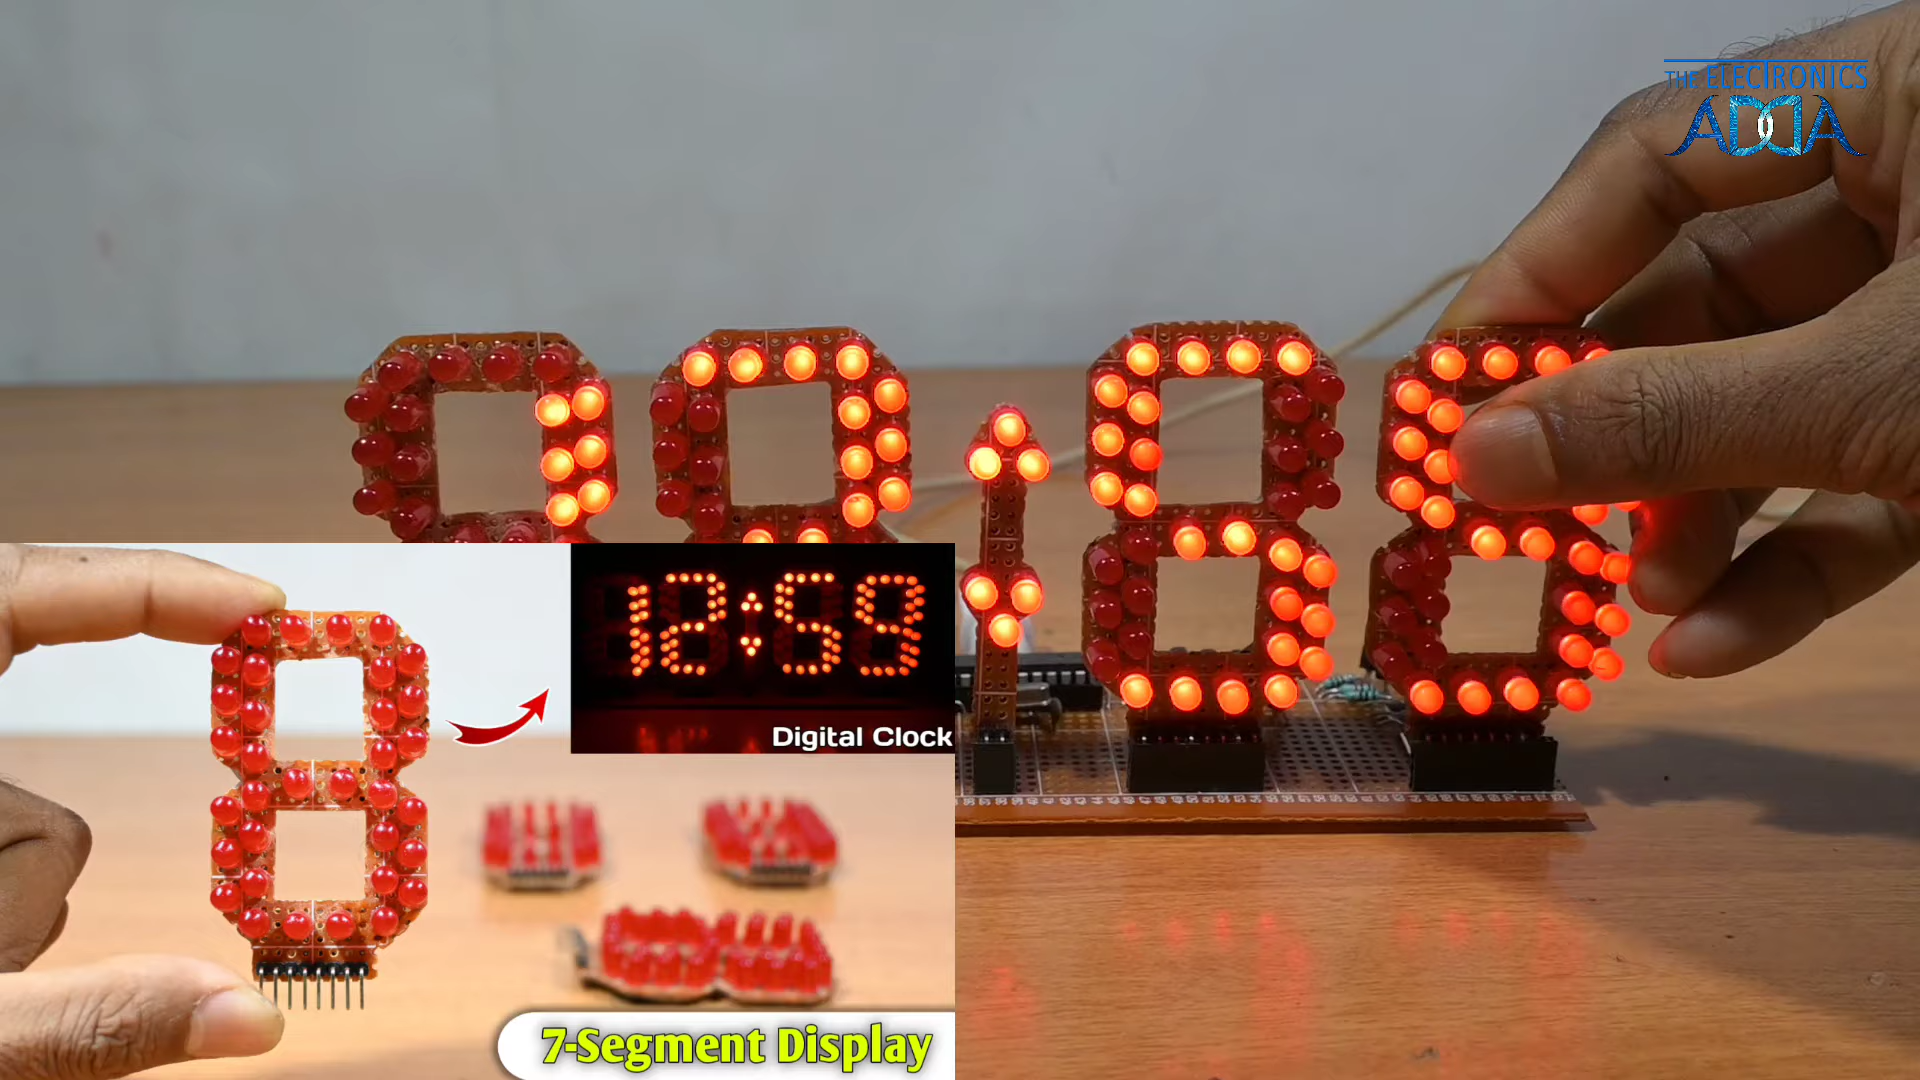 THE ELECTRONICS
ADDA
12:59
Digital Clock
7-Segment Display